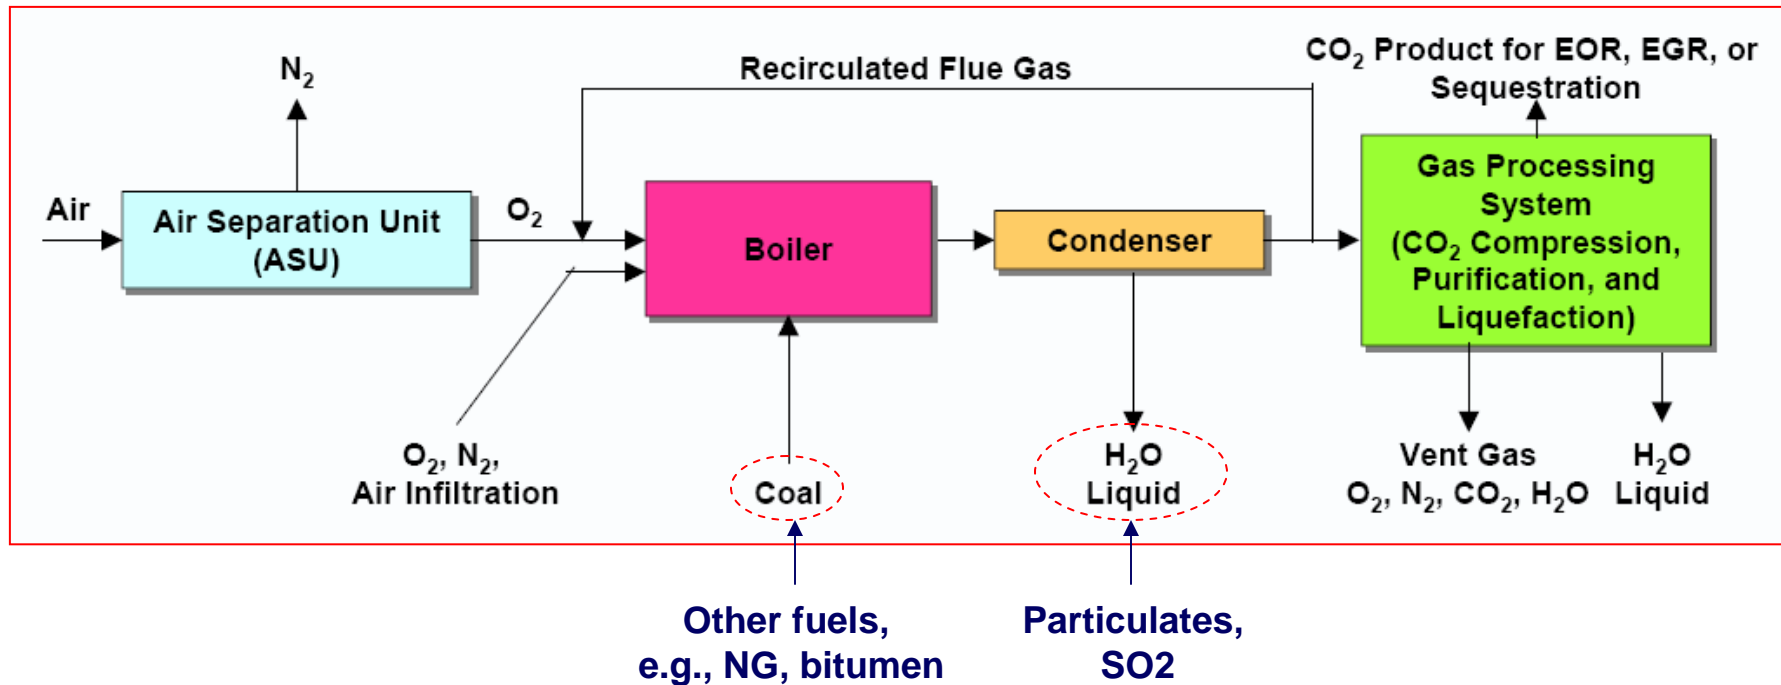 N₂
Recirculated Flue Gas
CO₂ Product for EOR, EGR, or
Sequestration
Air
Air Separation Unit
(ASU)
O₂
Boiler
Condenser
Gas Processing
System
(CO₂ Compression,
Purification, and
Liquefaction)
O₂, N₂,
Air Infiltration
Coal
H₂O
Liquid
Vent Gas
O₂, N₂, CO₂, H₂O
H₂O
Liquid
Other fuels,
e.g., NG, bitumen
Particulates,
SO2